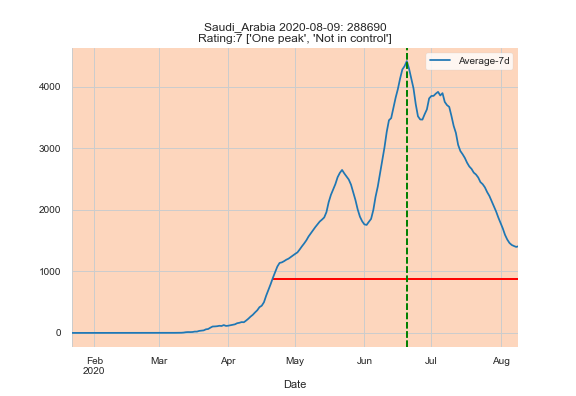 Saudi_Arabia 2020-08-09: 288690
Rating:7 ['One peak', 'Not in control']
Average-7d
4000
3000
2000
1000
0
Feb Mar Apr May Jun Jul Aug
2020
Date